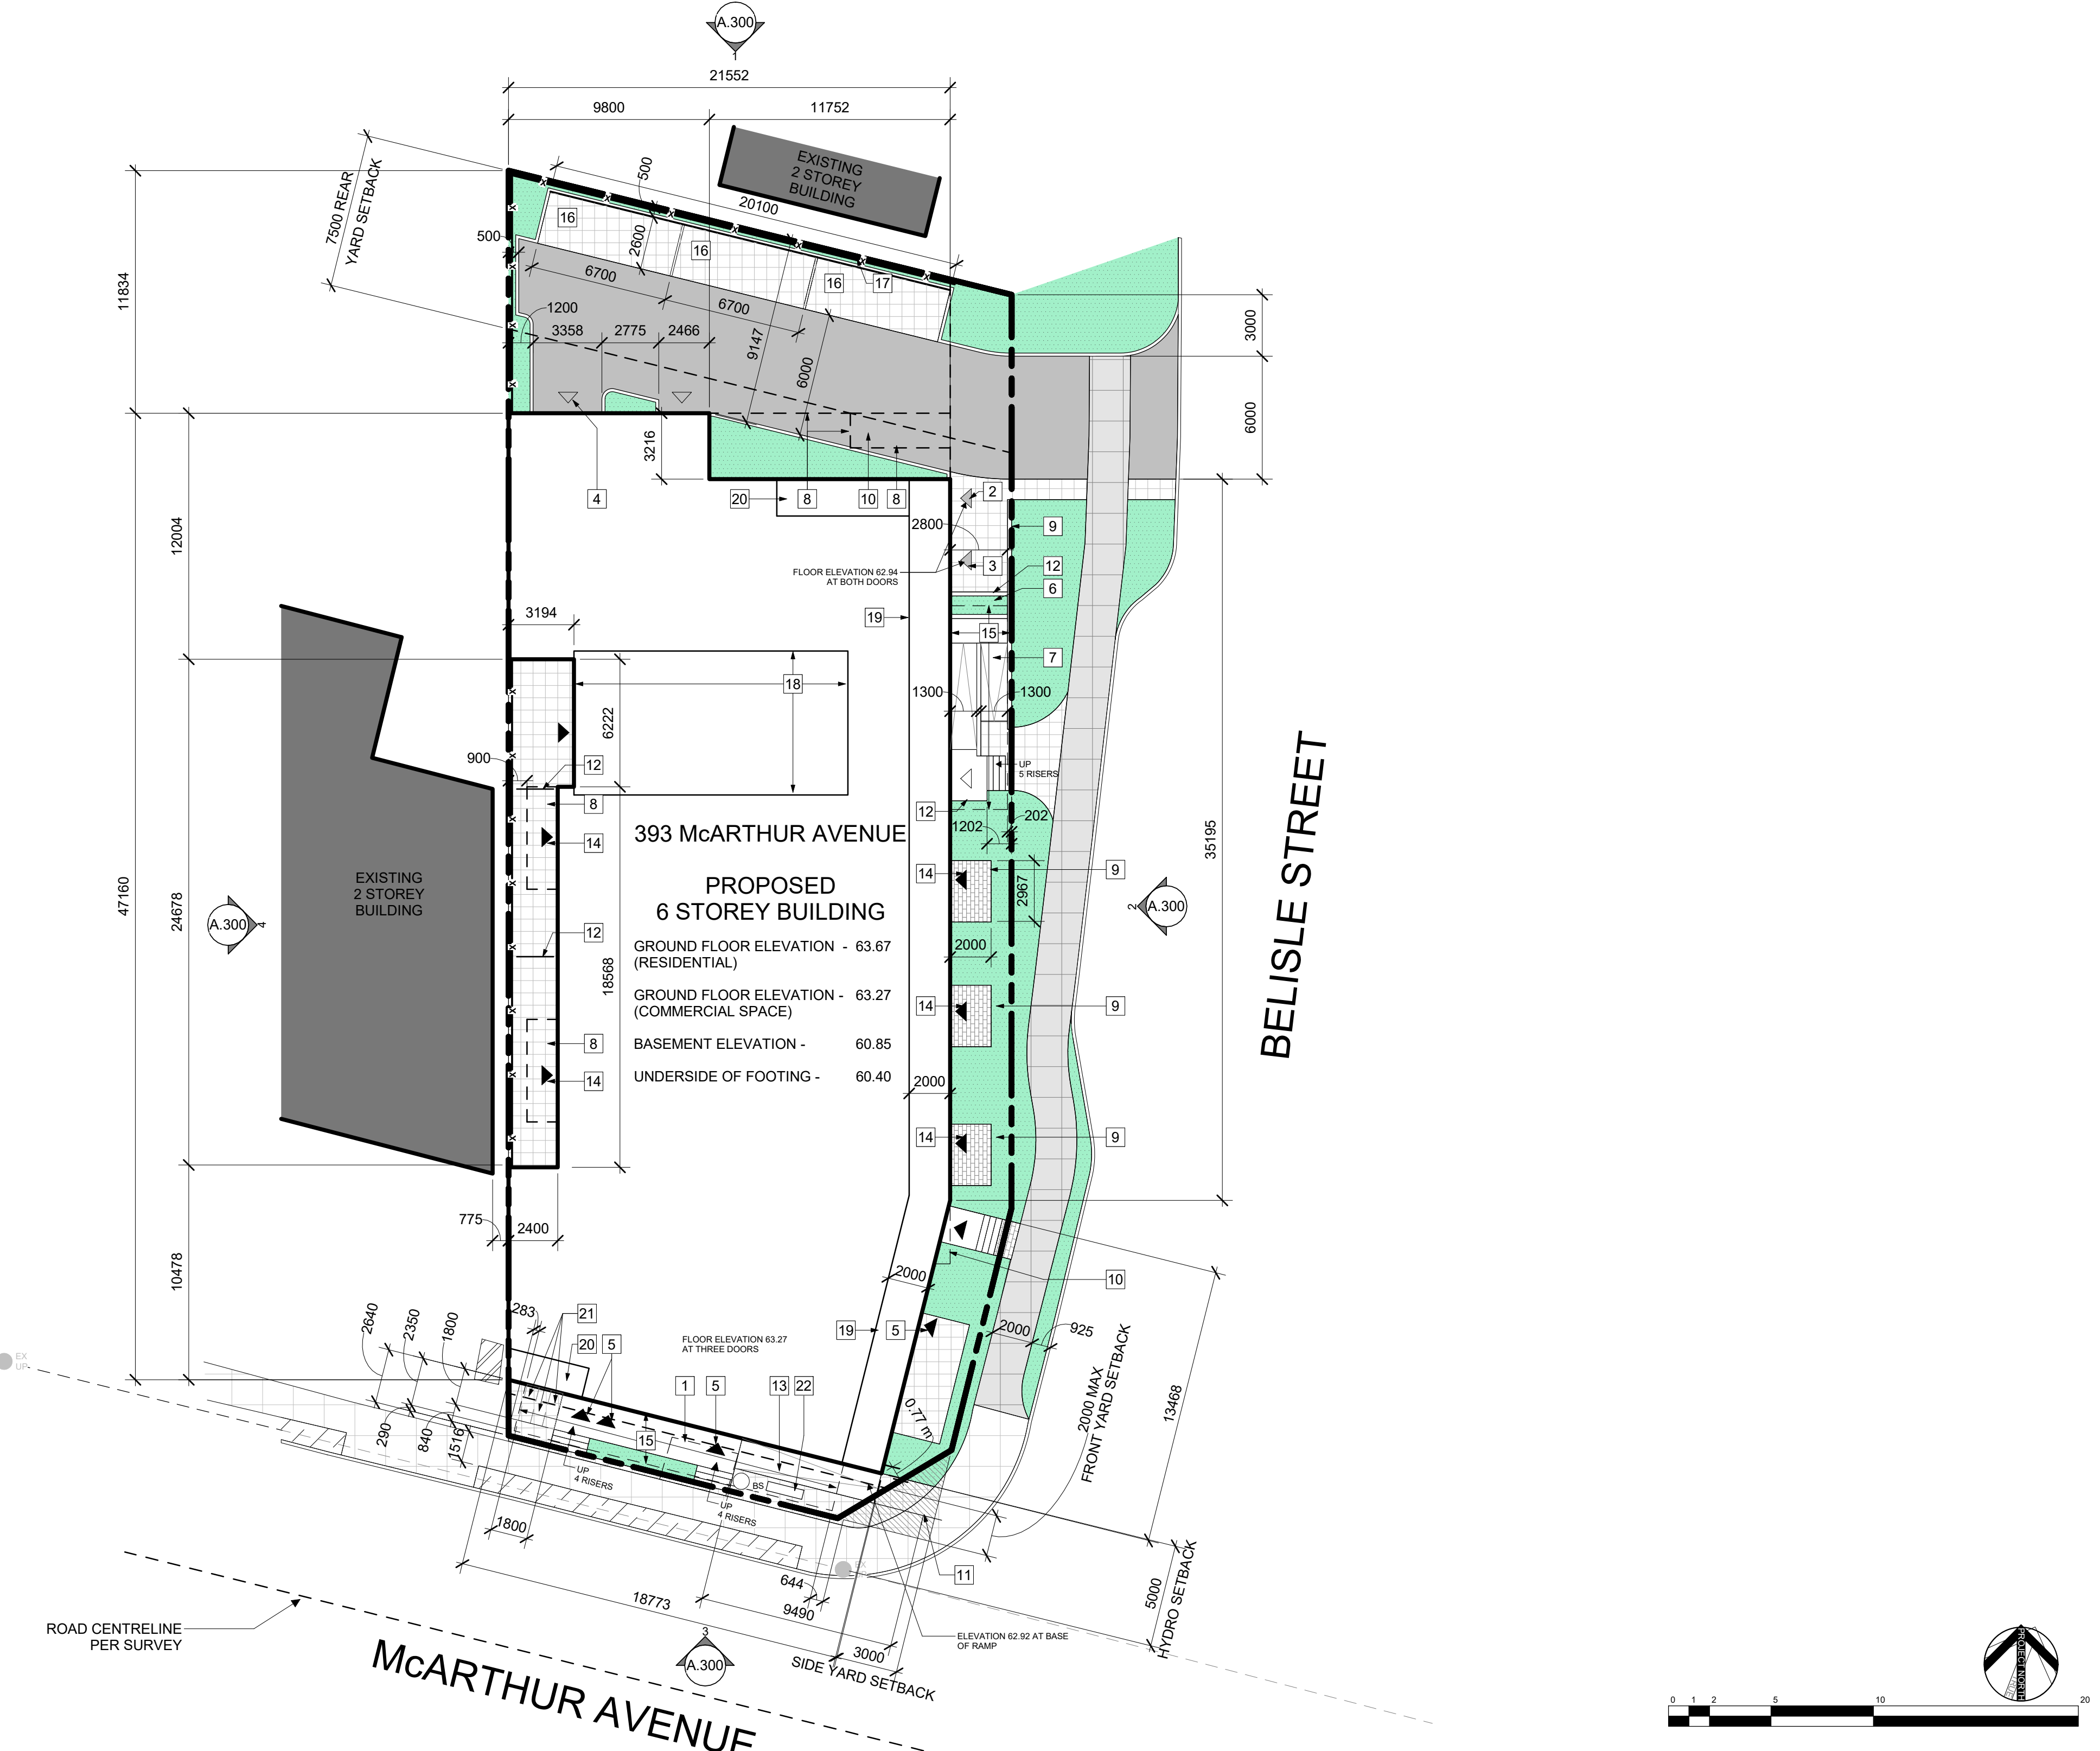 A.300
1
21552
9800
11752
7500 REAR
YARD SETBACK
500
20100
EXISTING
2 STOREY
BUILDING
16
16
16
17
2600
500
6700
6700
1200
3358
2775
2466
9147
6000
11834
3000
6000
3216
4
20
8
10
8
2
2800
9
3
12
6
FLOOR ELEVATION 62.94
AT BOTH DOORS
12004
3194
19
15
7
18
1300
1300
6222
900
12
8
14
UP
5 RISERS
12
1202
202
393 McARTHUR AVENUE
PROPOSED
6 STOREY BUILDING
GROUND FLOOR ELEVATION - 63.67
(RESIDENTIAL)
GROUND FLOOR ELEVATION - 63.27
(COMMERCIAL SPACE)
BASEMENT ELEVATION - 60.85
UNDERSIDE OF FOOTING - 60.40
EXISTING
2 STOREY
BUILDING
47160
24678
A.300
4
12
18568
8
14
14
9
2967
2000
14
9
2000
14
9
2
A.300
35195
BELISLE STREET
775
2400
10478
10
2000
283
21
20
5
FLOOR ELEVATION 63.27
AT THREE DOORS
19
5
2000
925
2640
2350
1800
EX
UP
1
5
13
22
0.77 m
2000 MAX
FRONT YARD SETBACK
13468
290
840
1516
15
UP
4 RISERS
BS
UP
4 RISERS
1800
EX
11
644
18773
9490
3000
SIDE YARD SETBACK
5000
HYDRO SETBACK
ELEVATION 62.92 AT BASE
OF RAMP
ROAD CENTRELINE
PER SURVEY
3
A.300
McARTHUR AVENUE
PROJECT NORTH
0 1 2 5 10 20